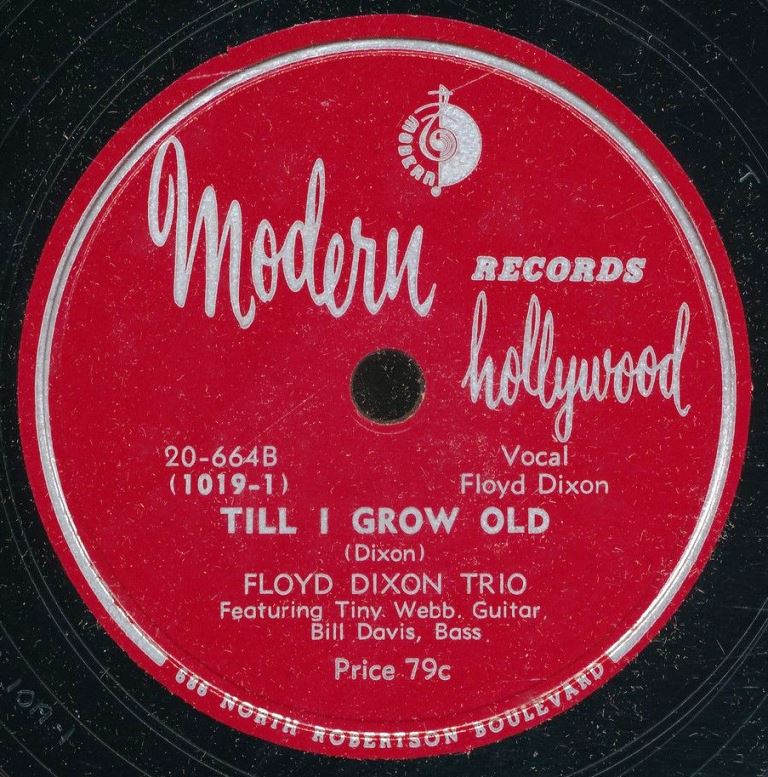 MODERN
Modern
RECORDS
hollywood
20-664B
(1019-1)
Vocal
Floyd Dixon
TILL I GROW OLD
(Dixon)
FLOYD DIXON TRIO
Featuring Tiny Webb, Guitar
Bill Davis, Bass
Price 79c
686 NORTH ROBERTSON BOULEVARD